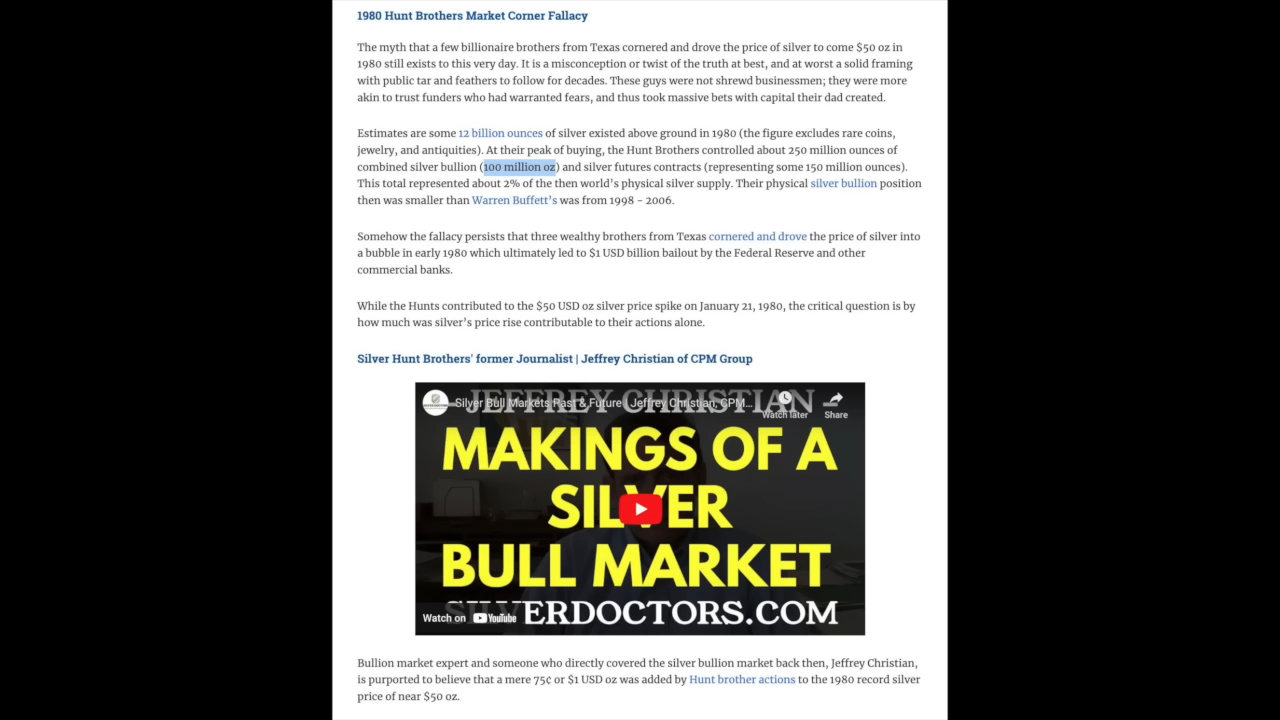 1980 Hunt Brothers Market Corner Fallacy
The myth that a few billionaire brothers from Texas cornered and drove the price of silver to come $50 oz in
1980 still exists to this very day. It is a misconception or twist of the truth at best, and at worst a solid framing
with public tar and feathers to follow for decades. These guys were not shrewd businessmen; they were more
akin to trust funders who had warranted fears, and thus took massive bets with capital their dad created.
Estimates are some 12 billion ounces of silver existed above ground in 1980 (the figure excludes rare coins,
jewelry, and antiquities). At their peak of buying, the Hunt Brothers controlled about 250 million ounces of
combined silver bullion (100 million oz) and silver futures contracts (representing some 150 million ounces).
This total represented about 2% of the then world's physical silver supply. Their physical silver bullion position
then was smaller than Warren Buffett's was from 1998 - 2006.
Somehow the fallacy persists that three wealthy brothers from Texas cornered and drove the price of silver into
a bubble in early 1980 which ultimately led to $1 USD billion bailout by the Federal Reserve and other
commercial banks.
While the Hunts contributed to the $50 USD oz silver price spike on January 21, 1980, the critical question is by
how much was silver's price rise contributable to their actions alone.
Silver Hunt Brothers' former Journalist | Jeffrey Christian of CPM Group
JEFFREY CHRISTIAN
Silver Bull Markets Past & Future | Jeffrey Christian, CPM...
Watch later
Share
MAKINGS OF A
SILVER
BULL MARKET
SILVERDOCTORS.COM
Watch on YouTube
Bullion market expert and someone who directly covered the silver bullion market back then, Jeffrey Christian,
is purported to believe that a mere 75¢ or $1 USD oz was added by Hunt brother actions to the 1980 record silver
price of near $50 oz.